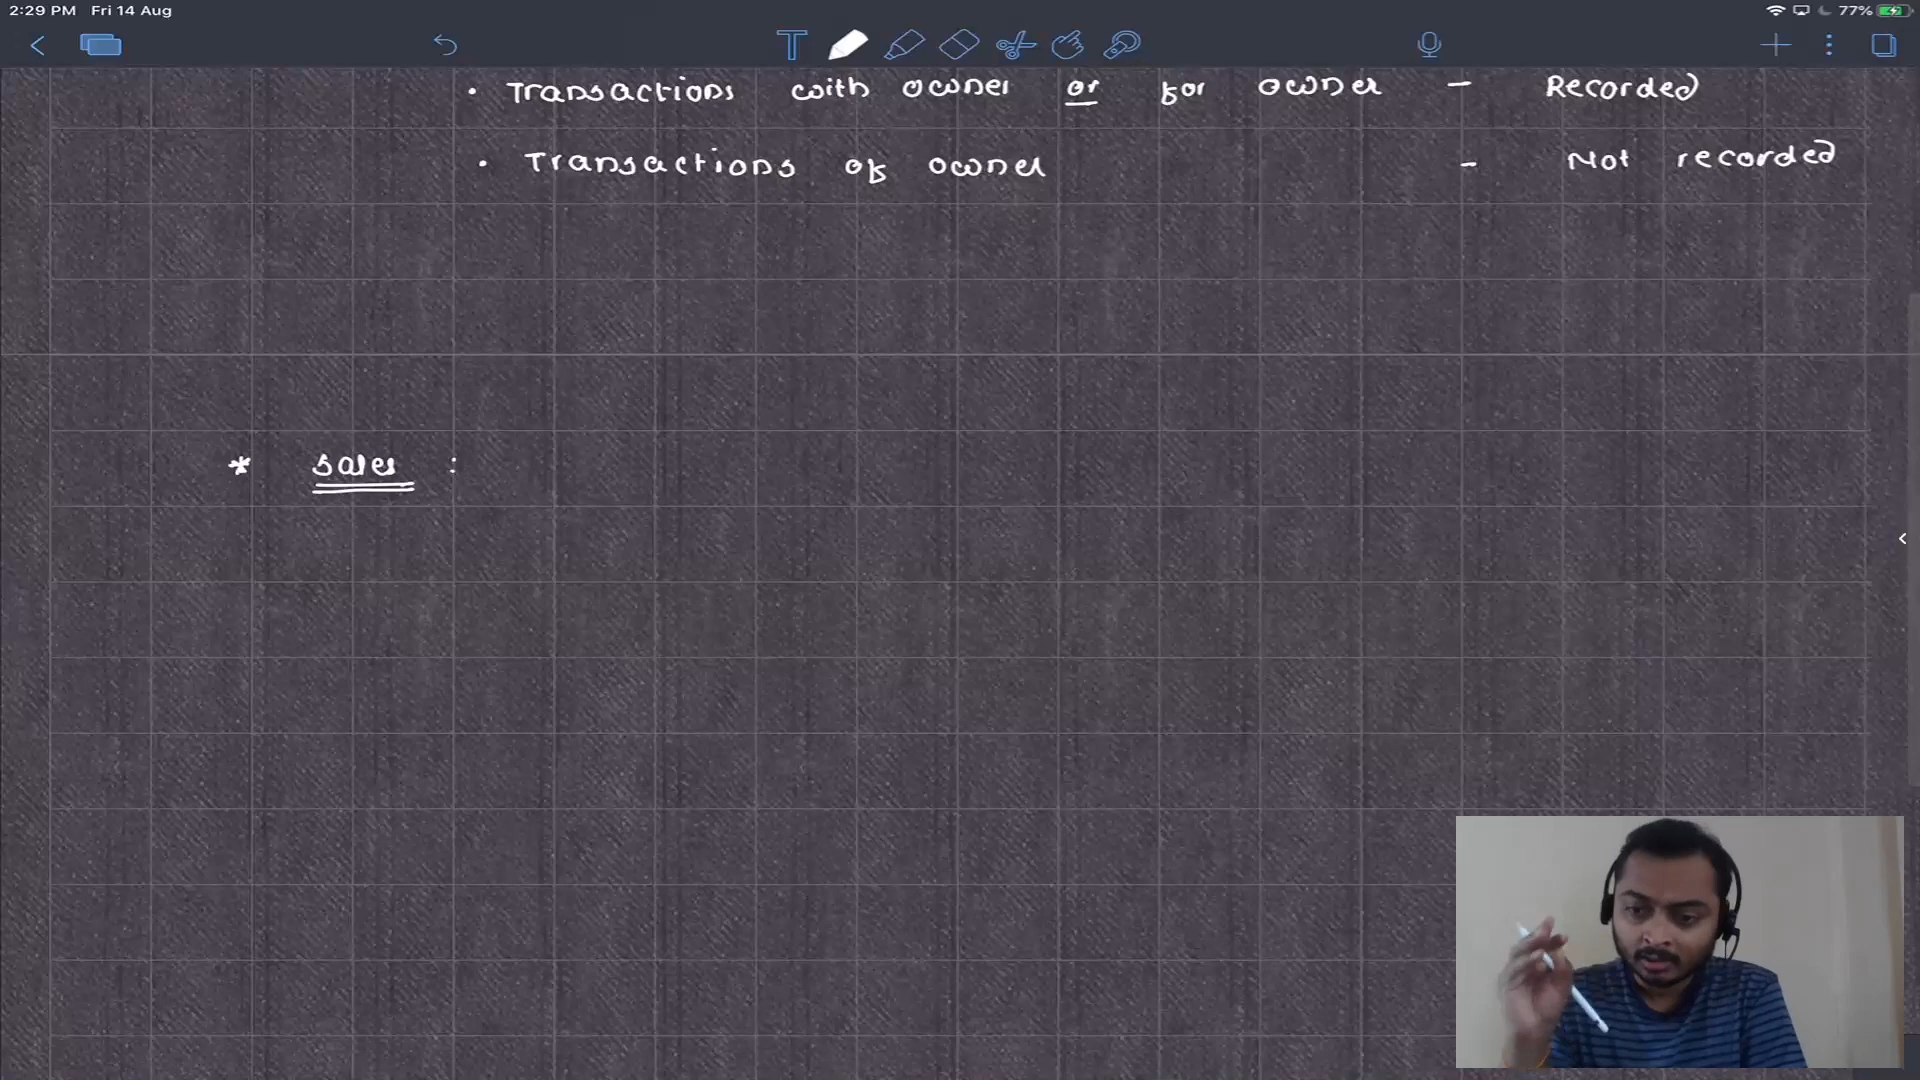 2:29 PM Fri 14 Aug 77%
• Transactions with owner or for owner - Recorded
• Transactions of owner - Not recorded
* Sales :